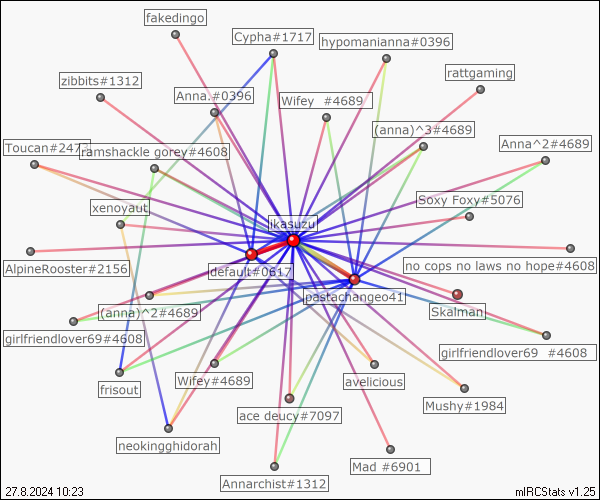 fakedingo
Cypha#1717
hypomanianna#0396
rattgaming
zibbits#1312
Anna.#0396
Wifey #4689
(anna)^3#4689
Anna^2#4689
Toucan#247
ramshackle gorey#4608
Soxy Foxy#5076
xenoyaut
jkasuzu
no cops no laws no hope#4608
AlpineRooster#2156
default#0617
pastachangeo41
Skalman
(anna)^2#4689
girlfriendlover69#4608
girlfriendlover69 #4608
frisout
Wifey#4689
avelicious
Mushy#1984
ace deucy#7097
neokingghidorah
Mad #6901
Annarchist#1312
27.8.2024 10:23
mIRCStats v1.25